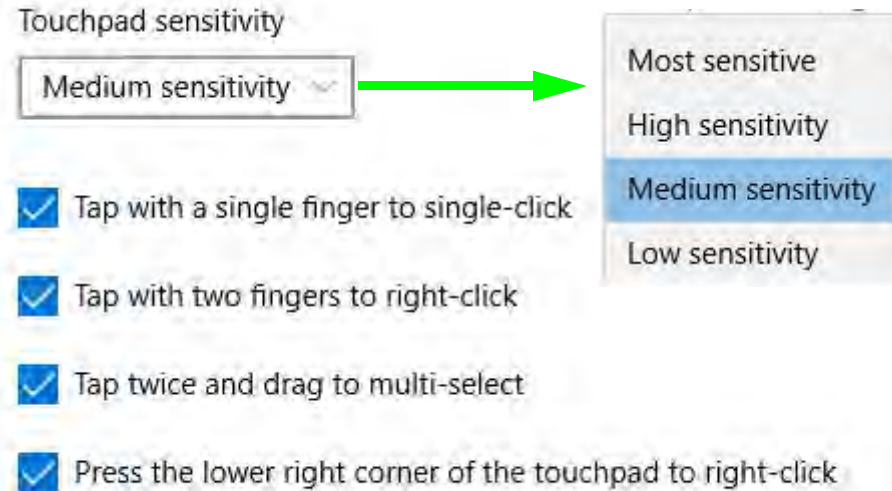 Touchpad sensitivity
Medium sensitivity
Most sensitive
High sensitivity
Medium sensitivity
Low sensitivity
Tap with a single finger to single-click
Tap with two fingers to right-click
Tap twice and drag to multi-select
Press the lower right corner of the touchpad to right-click